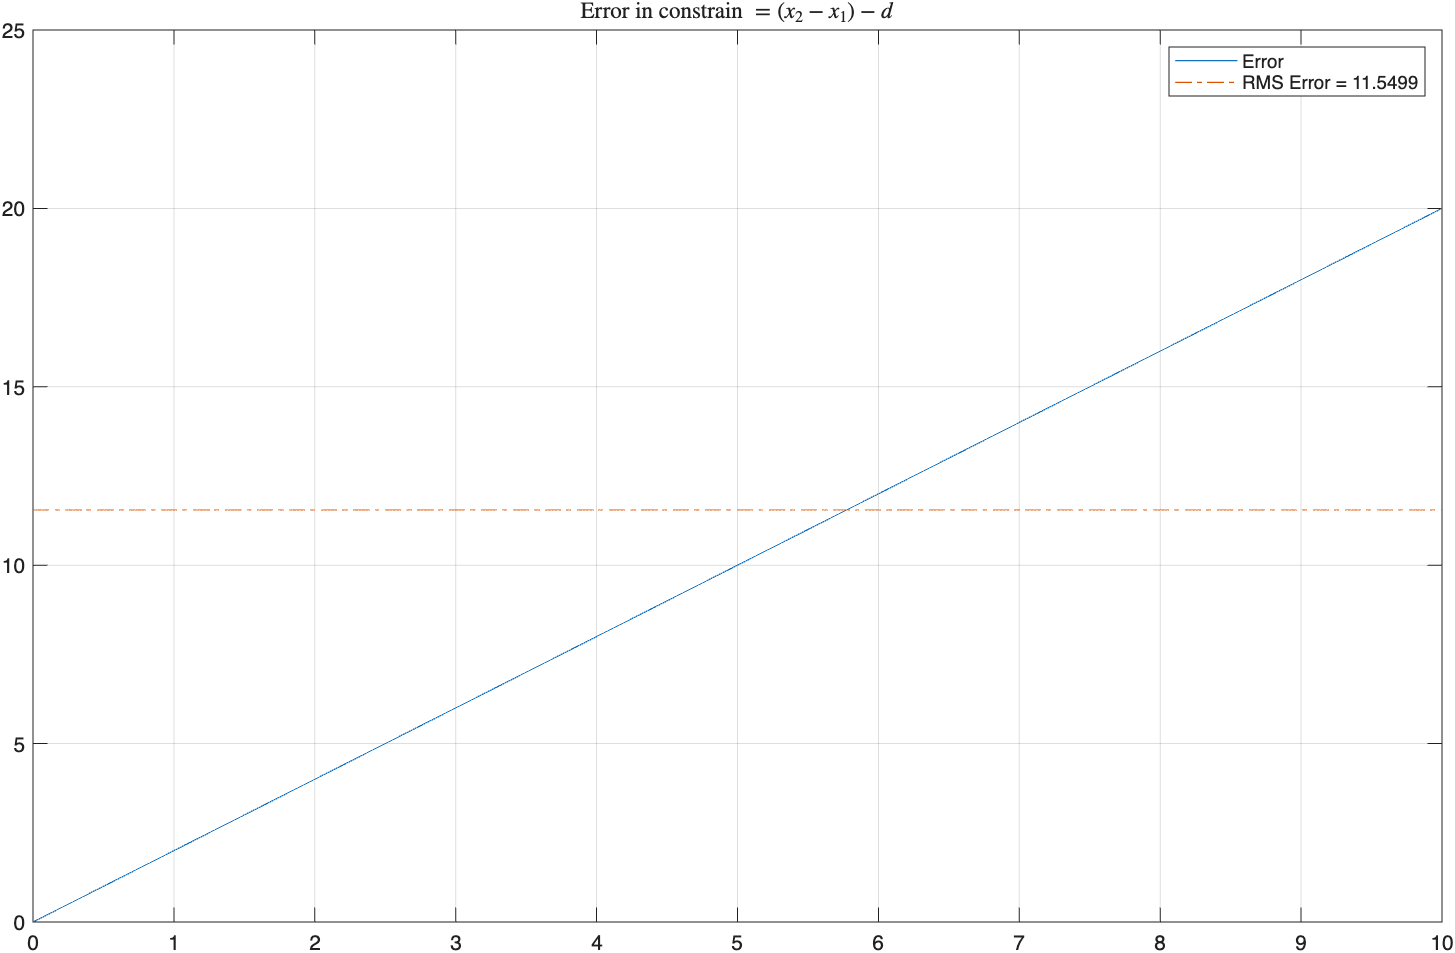 Error in constrain = (x₂ − x₁) − d
Error
RMS Error = 11.5499
25
20
15
10
5
0
0 1 2 3 4 5 6 7 8 9 10